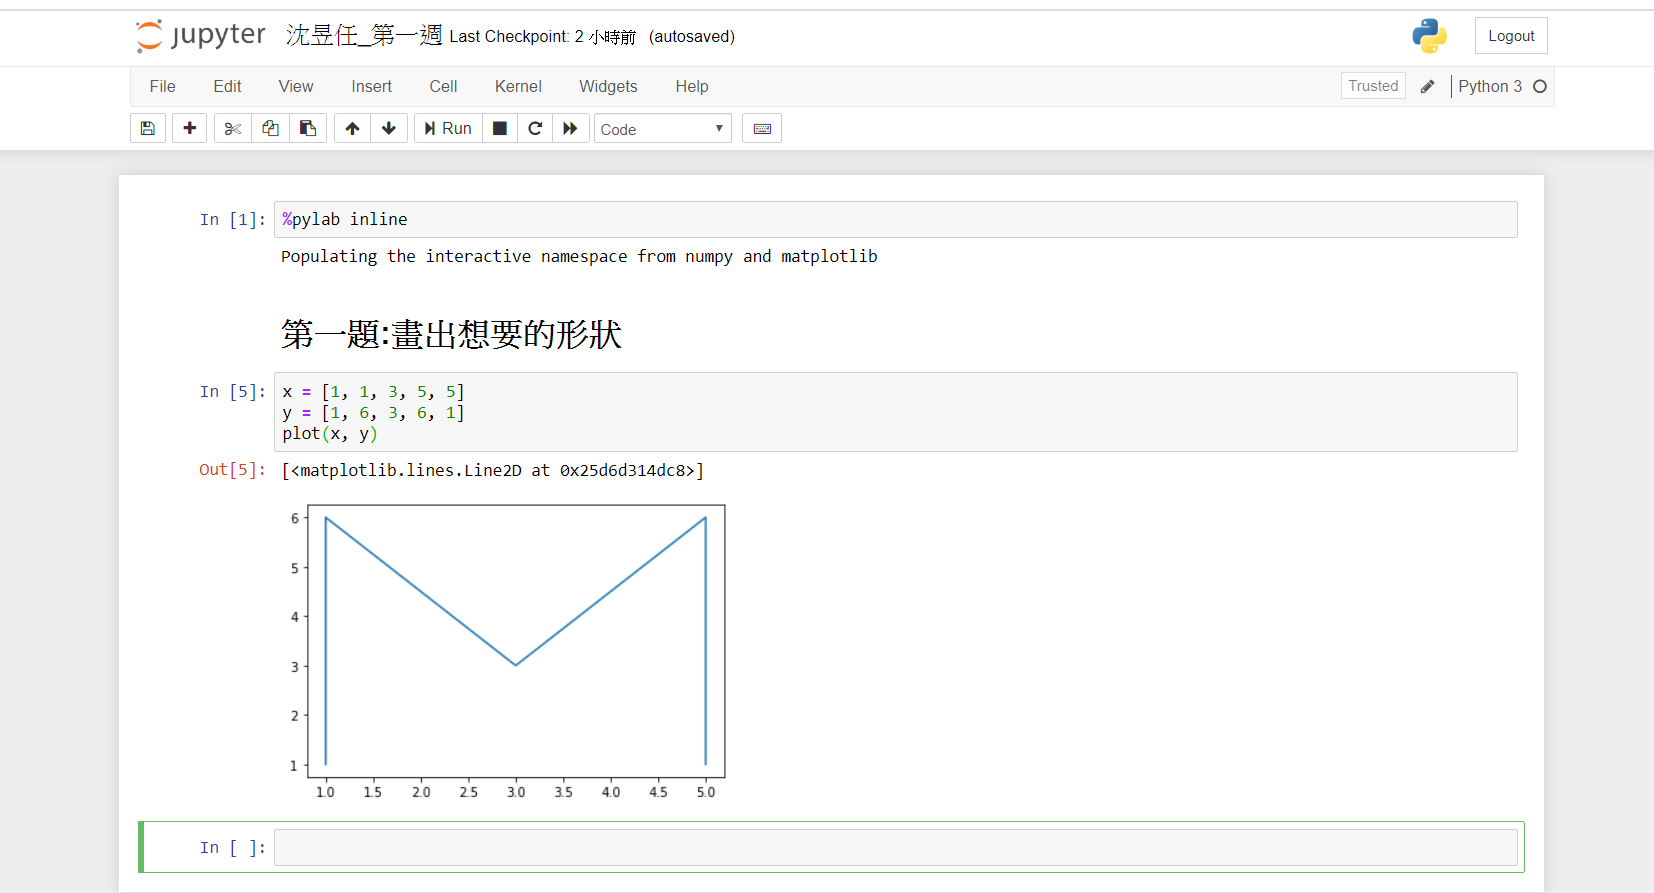 jupyter 沈昱任_第一週 Last Checkpoint: 2 小時前 (autosaved) Logout
File Edit View Insert Cell Kernel Widgets Help Trusted Python 3
Run Code
In [1]: %pylab inline
Populating the interactive namespace from numpy and matplotlib
第一題:畫出想要的形狀
In [5]: x = [1, 1, 3, 5, 5]
y = [1, 6, 3, 6, 1]
plot(x, y)
Out[5]: [<matplotlib.lines.Line2D at 0x25d6d314dc8>]
6
5
4
3
2
1
1.0 1.5 2.0 2.5 3.0 3.5 4.0 4.5 5.0
In [ ]: